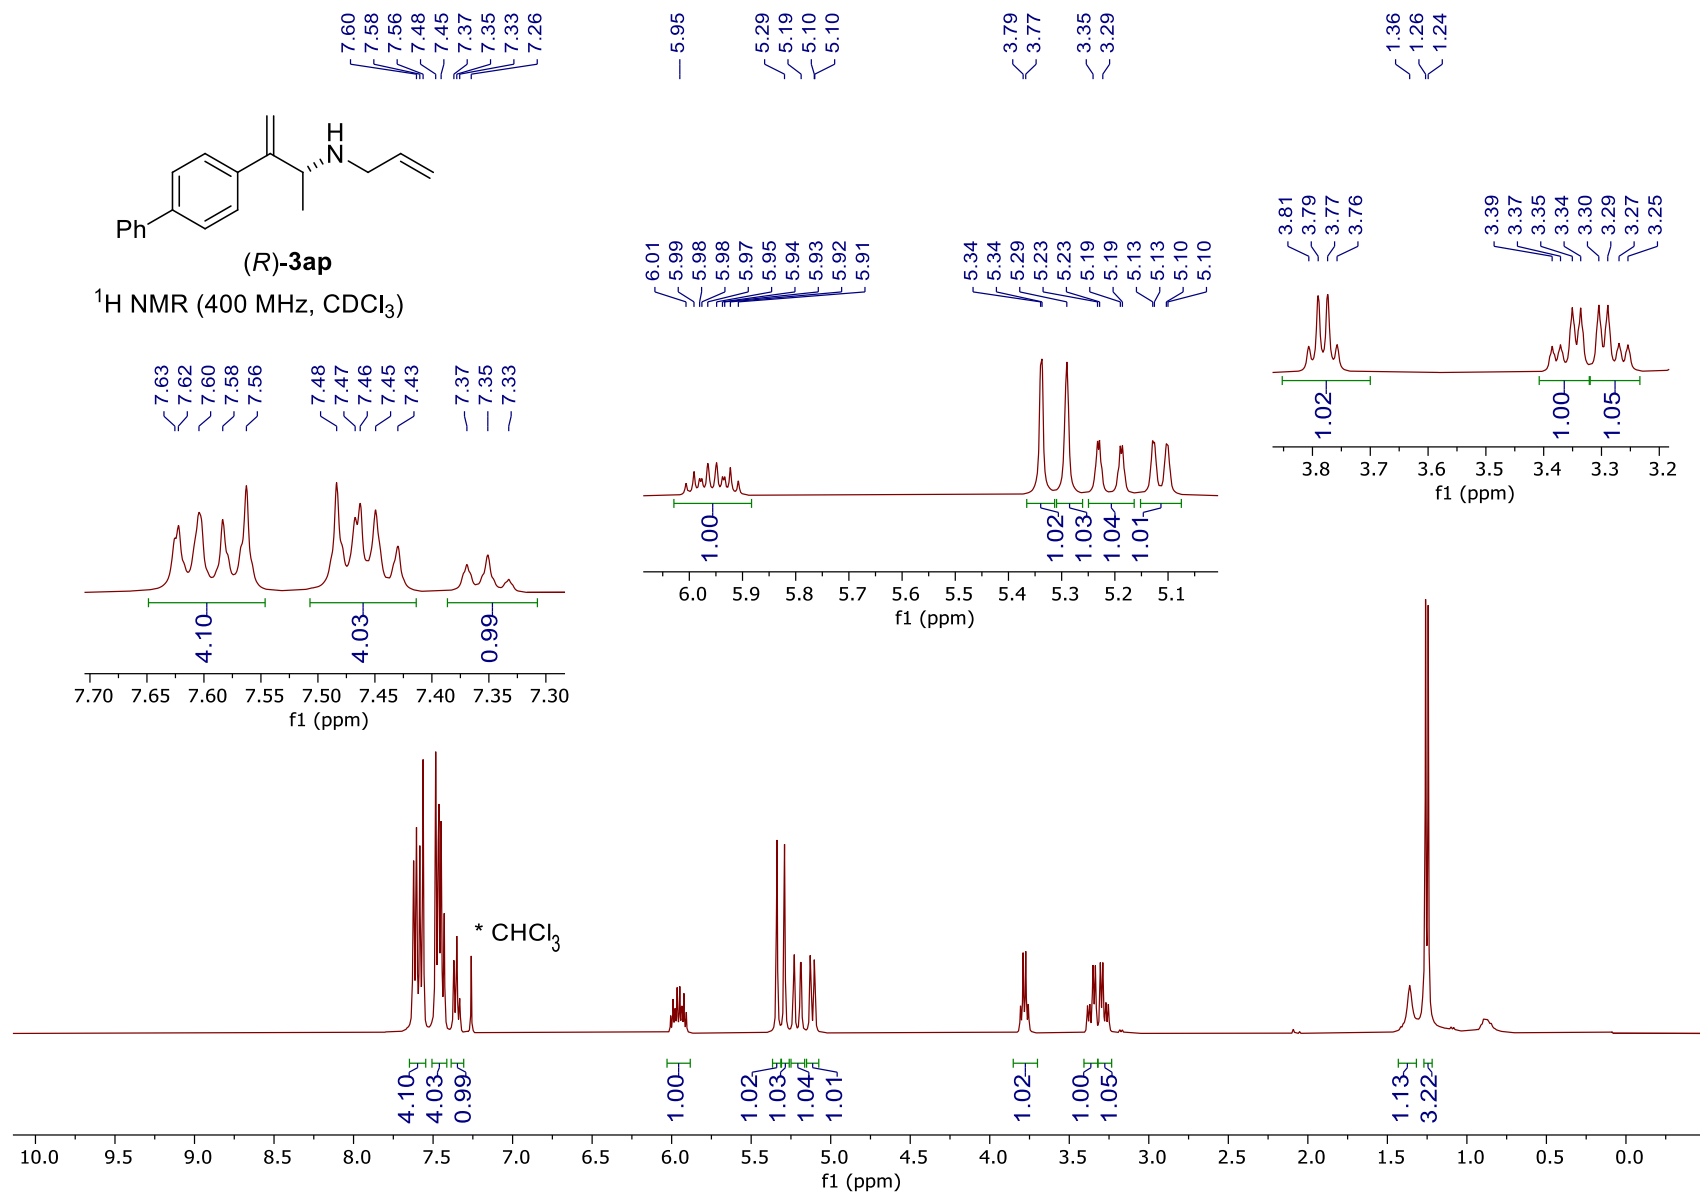 7.60 7.58 7.56 7.48 7.45 7.37 7.35 7.33 7.26 5.95 5.29 5.19 5.10 5.10 3.79 3.77 3.35 3.29 1.36 1.26 1.24
H
N
Ph
(R)-3ap
¹H NMR (400 MHz, CDCl₃)
3.81 3.79 3.77 3.76 3.39 3.37 3.35 3.34 3.30 3.29 3.27 3.25
1.02 1.00 1.05
3.8 3.7 3.6 3.5 3.4 3.3 3.2
f1 (ppm)
6.01 5.99 5.98 5.98 5.97 5.95 5.94 5.93 5.92 5.91 5.34 5.34 5.29 5.23 5.23 5.19 5.19 5.13 5.13 5.10 5.10
1.00 1.02 1.03 1.04 1.01
6.0 5.9 5.8 5.7 5.6 5.5 5.4 5.3 5.2 5.1
f1 (ppm)
7.63 7.62 7.60 7.58 7.56 7.48 7.47 7.46 7.45 7.43 7.37 7.35 7.33
4.10 4.03 0.99
7.70 7.65 7.60 7.55 7.50 7.45 7.40 7.35 7.30
f1 (ppm)
* CHCl₃
4.10 4.03 0.99 1.00 1.02 1.03 1.04 1.01 1.02 1.00 1.05 1.13 3.22
10.0 9.5 9.0 8.5 8.0 7.5 7.0 6.5 6.0 5.5 5.0 4.5 4.0 3.5 3.0 2.5 2.0 1.5 1.0 0.5 0.0
f1 (ppm)